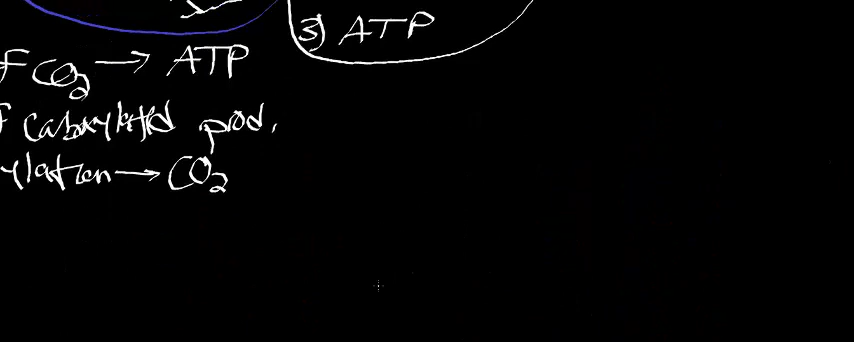 3) ATP
F CO2 → ATP
F Carboxylated prod.
ylation → CO2